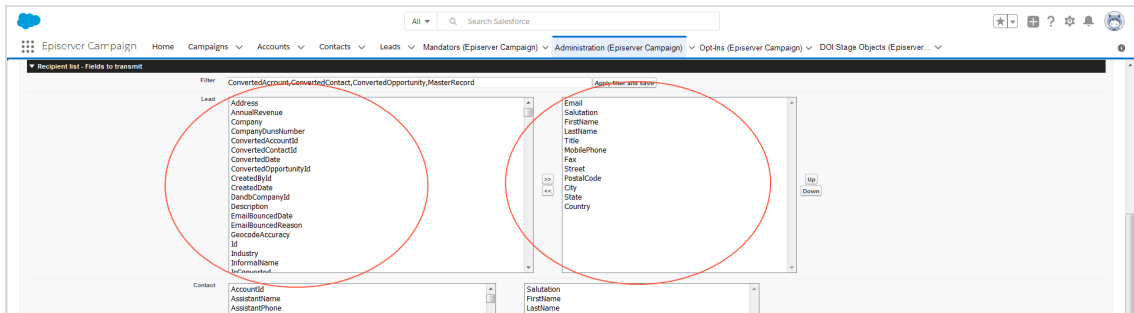 All Search Salesforce
Episerver Campaign Home Campaigns Accounts Contacts Leads Mandators (Episerver Campaign) Administration (Episerver Campaign) Opt-Ins (Episerver Campaign) DOI Stage Objects (Episerver...
Recipient list - Fields to transmit
Filter ConvertedAccount,ConvertedContact,ConvertedOpportunity,MasterRecord Apply filter and save
Lead
Address
AnnualRevenue
Company
CompanyDunsNumber
ConvertedAccountId
ConvertedContactId
ConvertedDate
ConvertedOpportunityId
CreatedById
CreatedDate
DandbCompanyId
Description
EmailBouncedDate
EmailBouncedReason
GeocodeAccuracy
Id
Industry
InformalName
IsConverted
>>
<<
Email
Salutation
FirstName
LastName
Title
MobilePhone
Fax
Street
PostalCode
City
State
Country
Up
Down
Contact
AccountId
AssistantName
AssistantPhone
Salutation
FirstName
LastName